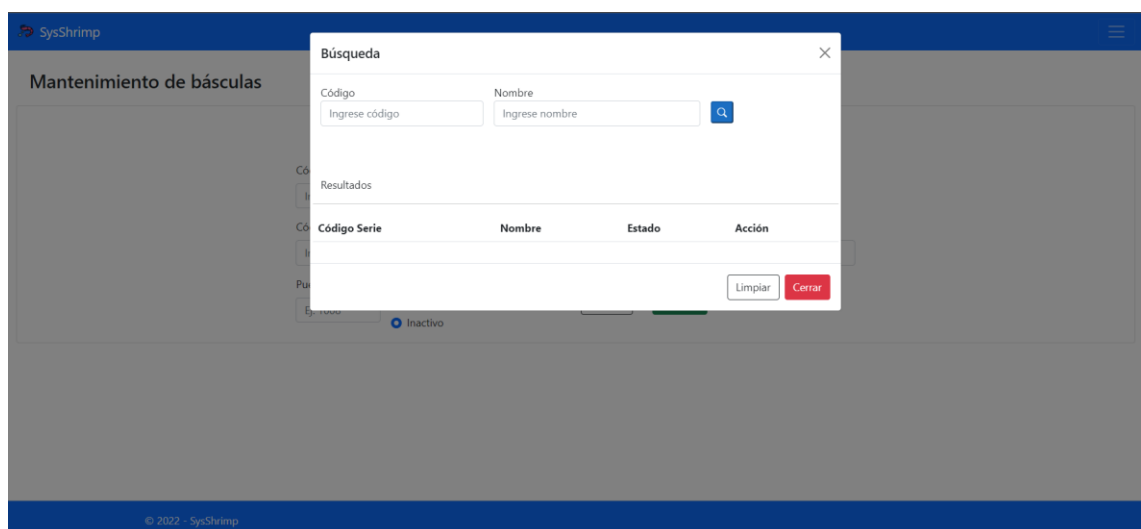 SysShrimp
Búsqueda
Mantenimiento de básculas
Código Nombre
Ingrese código Ingrese nombre
Resultados
Código Serie Nombre Estado Acción
Limpiar Cerrar
Inactivo
© 2022 - SysShrimp